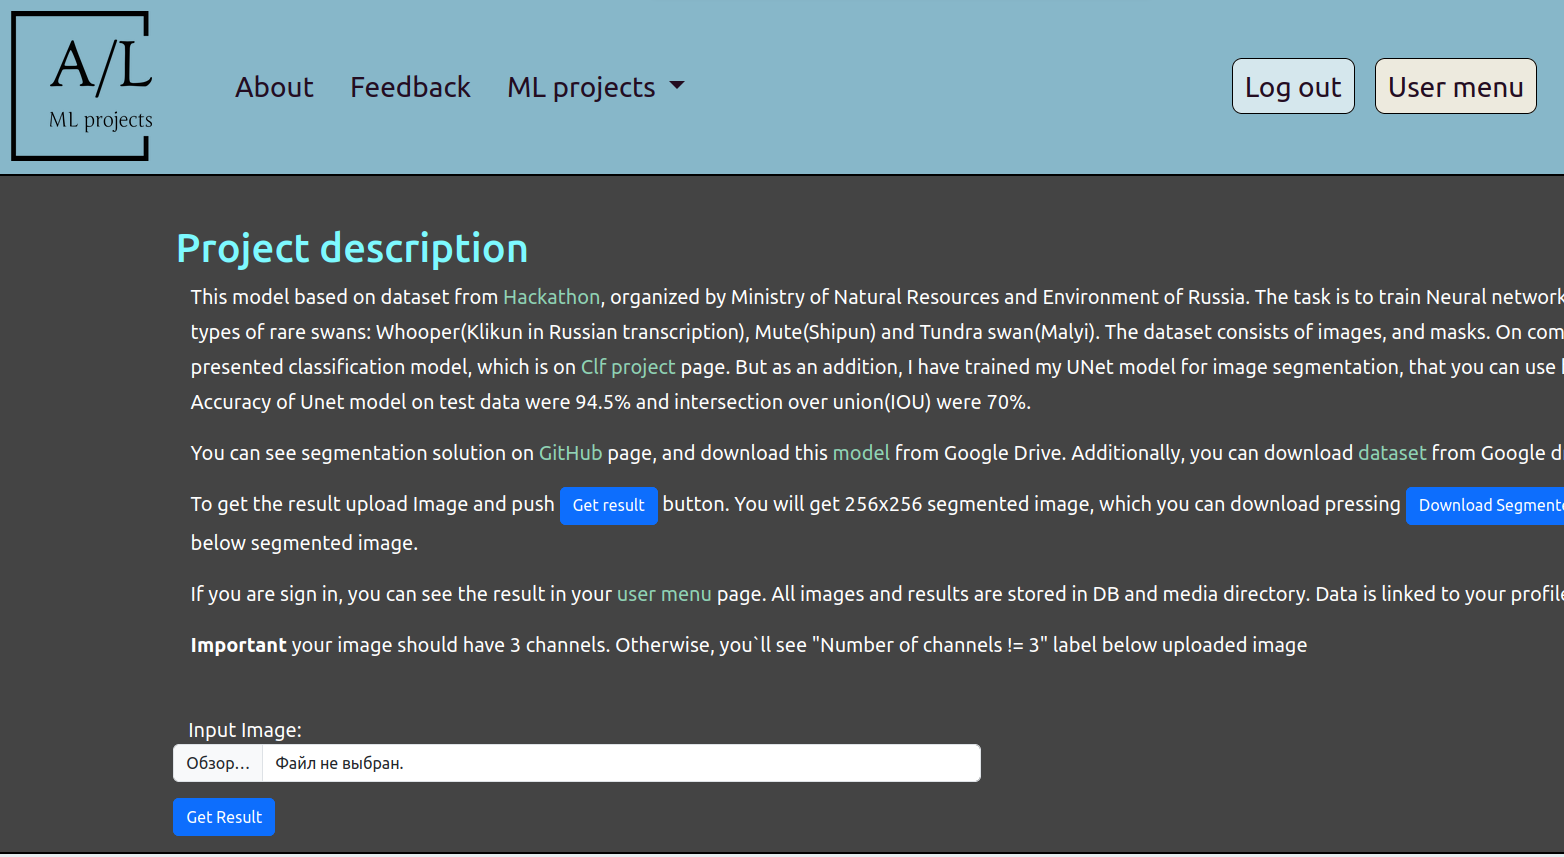 A/L
ML projects
About Feedback ML projects
Log out User menu
Project description
This model based on dataset from Hackathon, organized by Ministry of Natural Resources and Environment of Russia. The task is to train Neural network
types of rare swans: Whooper(Klikun in Russian transcription), Mute(Shipun) and Tundra swan(Malyi). The dataset consists of images, and masks. On com
presented classification model, which is on Clf project page. But as an addition, I have trained my UNet model for image segmentation, that you can use
Accuracy of Unet model on test data were 94.5% and intersection over union(IOU) were 70%.
You can see segmentation solution on GitHub page, and download this model from Google Drive. Additionally, you can download dataset from Google d
To get the result upload Image and push Get result button. You will get 256x256 segmented image, which you can download pressing Download Segment
below segmented image.
If you are sign in, you can see the result in your user menu page. All images and results are stored in DB and media directory. Data is linked to your profile
Important your image should have 3 channels. Otherwise, you`ll see "Number of channels != 3" label below uploaded image
Input Image:
Обзор… Файл не выбран.
Get Result